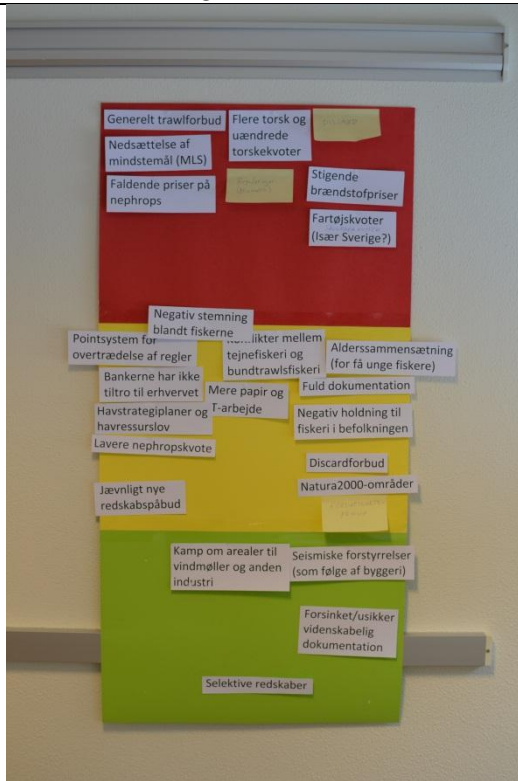 Generelt trawlforbud
Flere torsk og
uændrede
torskekvoter
Nedsættelse af
mindstemål (MLS)
Faldende priser på
nephrops
Stigende
brændstofpriser
Fartøjskvoter
(Især Sverige?)
Negativ stemning
blandt fiskerne
Pointsystem for
overtrædelse af regler
mellem
tejnefiskeri og
bundtrawlsfiskeri
Alderssammensætning
(for få unge fiskere)
Bankerne har ikke
tiltro til erhvervet
Mere papir og
T-arbejde
Fuld dokumentation
Havstrategiplaner og
havressurslov
Negativ holdning til
fiskeri i befolkningen
Lavere nephropskvote
Discardforbud
Jævnligt nye
redskabspåbud
Natura2000-områder
Kamp om arealer til
vindmøller og anden
industri
Seismiske forstyrrelser
(som følge af byggeri)
Forsinket/usikker
videnskabelig
dokumentation
Selektive redskaber